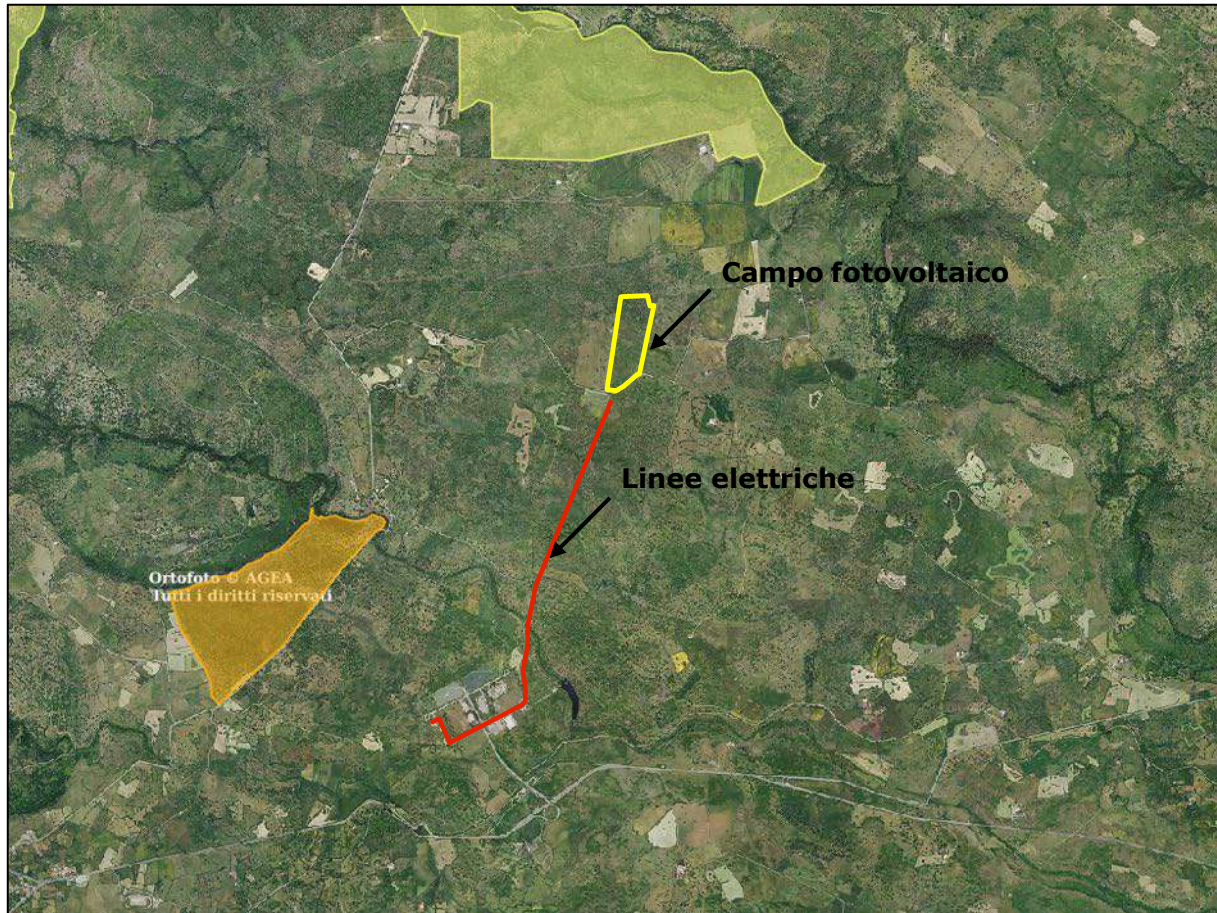 Campo fotovoltaico
Linee elettriche
Ortofoto © AGEA
Tutti i diritti riservati